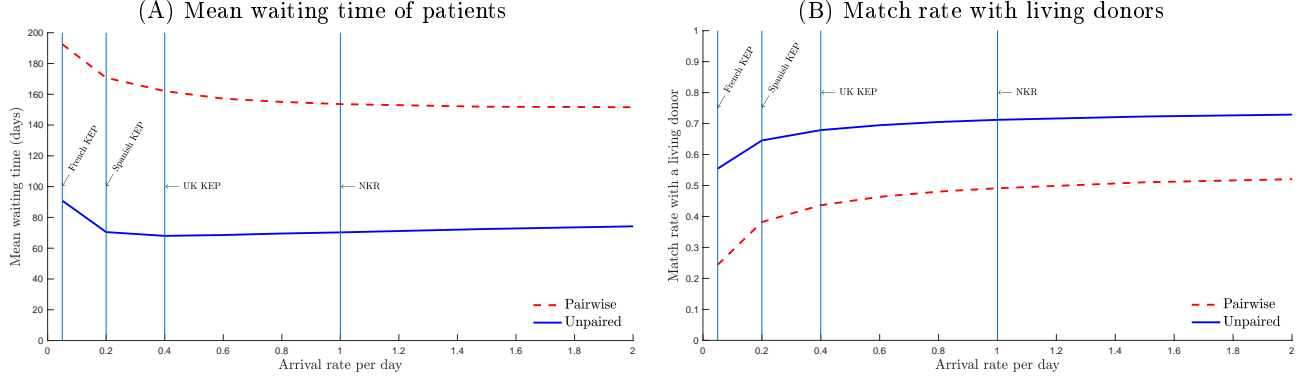 (A) Mean waiting time of patients
200
180
160
140
120
100
80
60
40
20
0
Mean waiting time (days)
French KEP
Spanish KEP
UK KEP
NKR
Pairwise
Unpaired
0 0.2 0.4 0.6 0.8 1 1.2 1.4 1.6 1.8 2
Arrival rate per day
(B) Match rate with living donors
1
0.9
0.8
0.7
0.6
0.5
0.4
0.3
0.2
0.1
0
Match rate with a living donor
French KEP
Spanish KEP
UK KEP
NKR
Pairwise
Unpaired
0 0.2 0.4 0.6 0.8 1 1.2 1.4 1.6 1.8 2
Arrival rate per day